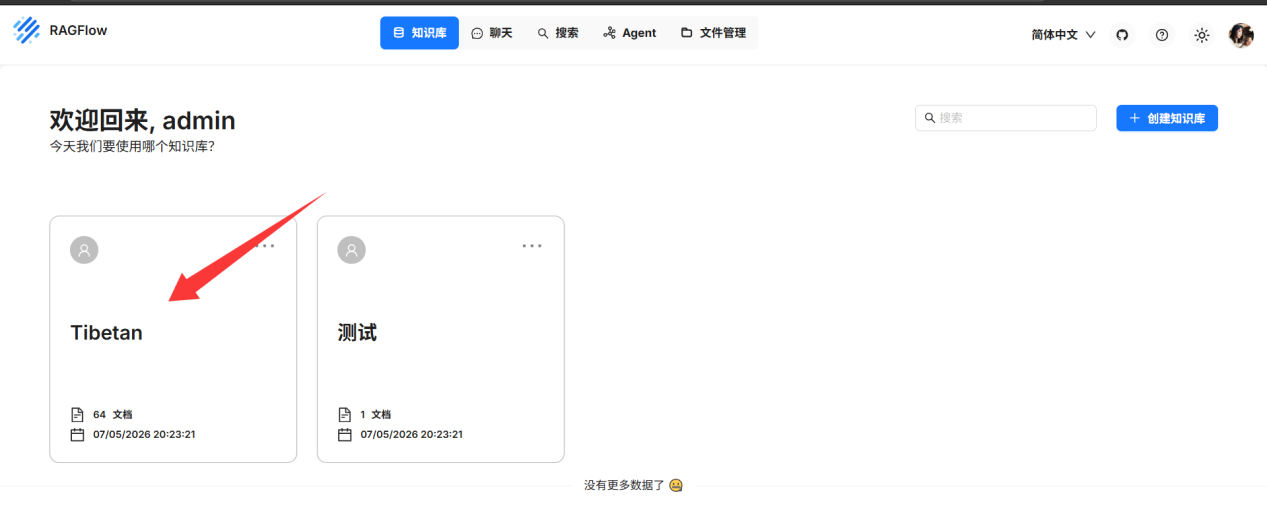 RAGFlow
知识库 聊天 搜索 Agent 文件管理
简体中文
欢迎回来, admin
今天我们要使用哪个知识库?
搜索
创建知识库
Tibetan
64 文档
07/05/2026 20:23:21
测试
1 文档
07/05/2026 20:23:21
没有更多数据了 🤐